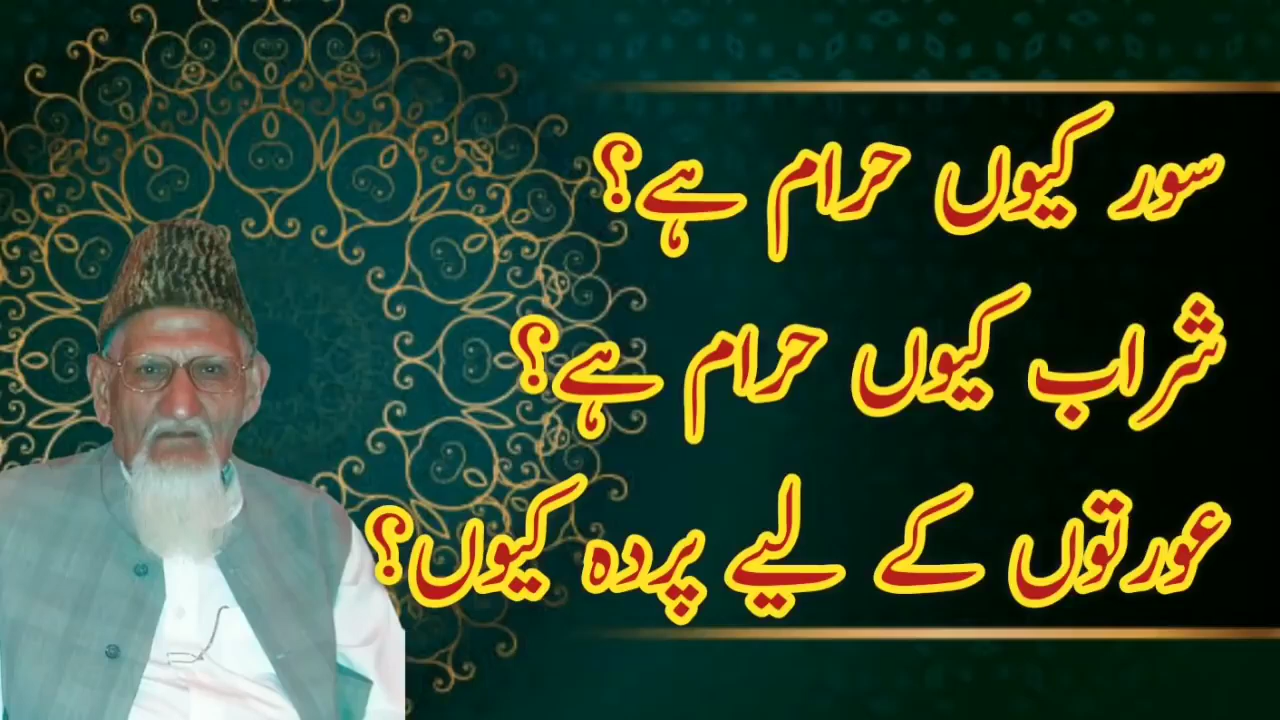 سور کیوں حرام ہے؟
شراب کیوں حرام ہے؟
عورتوں کے لیے پردہ کیوں؟